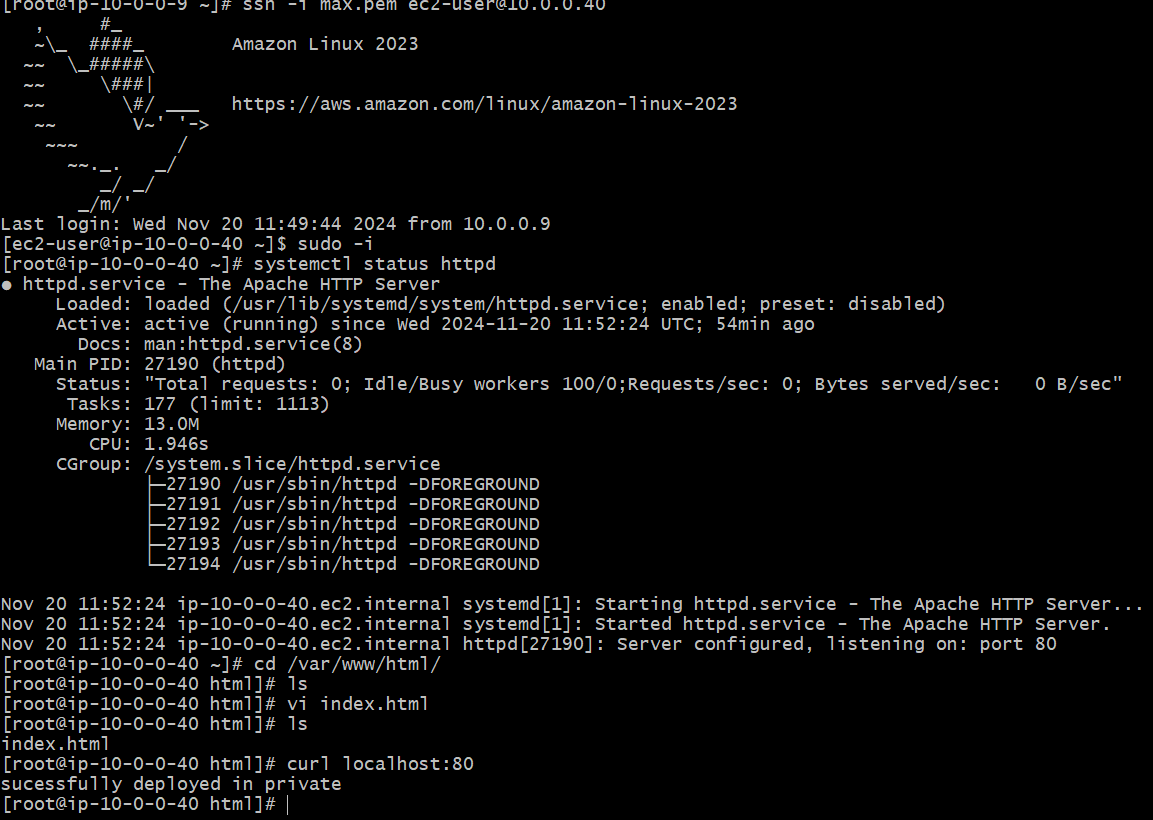 [root@ip-10-0-0-9 ~]# ssh -i max.pem ec2-user@10.0.0.40
   ,     #_
   ~\_  ####_        Amazon Linux 2023
  ~~  \_#####\
  ~~     \###|
  ~~       \#/ ___   https://aws.amazon.com/linux/amazon-linux-2023
   ~~       V~' '->
    ~~~         /
      ~~._.   _/
         _/ _/
       _/m/'
Last login: Wed Nov 20 11:49:44 2024 from 10.0.0.9
[ec2-user@ip-10-0-0-40 ~]$ sudo -i
[root@ip-10-0-0-40 ~]# systemctl status httpd
● httpd.service - The Apache HTTP Server
     Loaded: loaded (/usr/lib/systemd/system/httpd.service; enabled; preset: disabled)
     Active: active (running) since Wed 2024-11-20 11:52:24 UTC; 54min ago
       Docs: man:httpd.service(8)
   Main PID: 27190 (httpd)
     Status: "Total requests: 0; Idle/Busy workers 100/0;Requests/sec: 0; Bytes served/sec:   0 B/sec"
      Tasks: 177 (limit: 1113)
     Memory: 13.0M
        CPU: 1.946s
     CGroup: /system.slice/httpd.service
             ├─27190 /usr/sbin/httpd -DFOREGROUND
             ├─27191 /usr/sbin/httpd -DFOREGROUND
             ├─27192 /usr/sbin/httpd -DFOREGROUND
             ├─27193 /usr/sbin/httpd -DFOREGROUND
             └─27194 /usr/sbin/httpd -DFOREGROUND
Nov 20 11:52:24 ip-10-0-0-40.ec2.internal systemd[1]: Starting httpd.service - The Apache HTTP Server...
Nov 20 11:52:24 ip-10-0-0-40.ec2.internal systemd[1]: Started httpd.service - The Apache HTTP Server.
Nov 20 11:52:24 ip-10-0-0-40.ec2.internal httpd[27190]: Server configured, listening on: port 80
[root@ip-10-0-0-40 ~]# cd /var/www/html/
[root@ip-10-0-0-40 html]# ls
[root@ip-10-0-0-40 html]# vi index.html
[root@ip-10-0-0-40 html]# ls
index.html
[root@ip-10-0-0-40 html]# curl localhost:80
sucessfully deployed in private
[root@ip-10-0-0-40 html]#